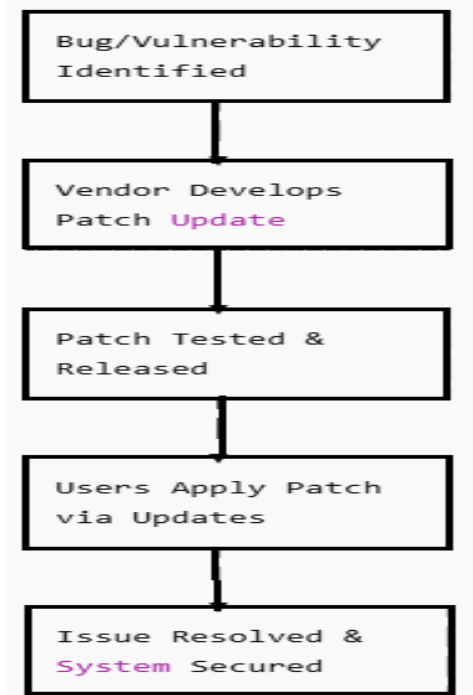 Bug/Vulnerability
Identified
Vendor Develops
Patch Update
Patch Tested &
Released
Users Apply Patch
via Updates
Issue Resolved &
System Secured